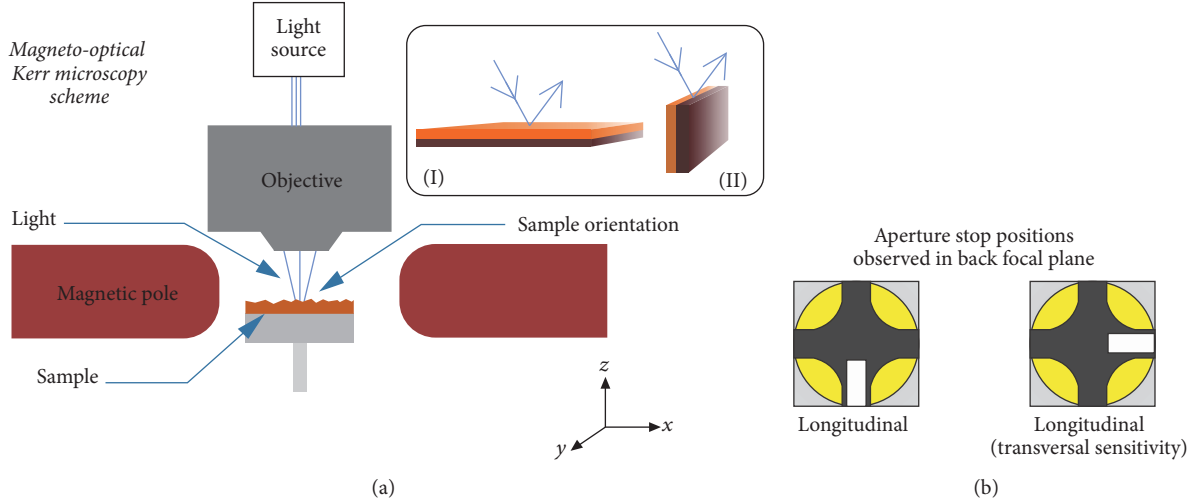 Magneto-optical
Kerr microscopy
scheme
Light
source
Objective
Light
Sample orientation
Magnetic pole
Sample
(I)
(II)
z
x
y
(a)
Aperture stop positions
observed in back focal plane
Longitudinal
Longitudinal
(transversal sensitivity)
(b)